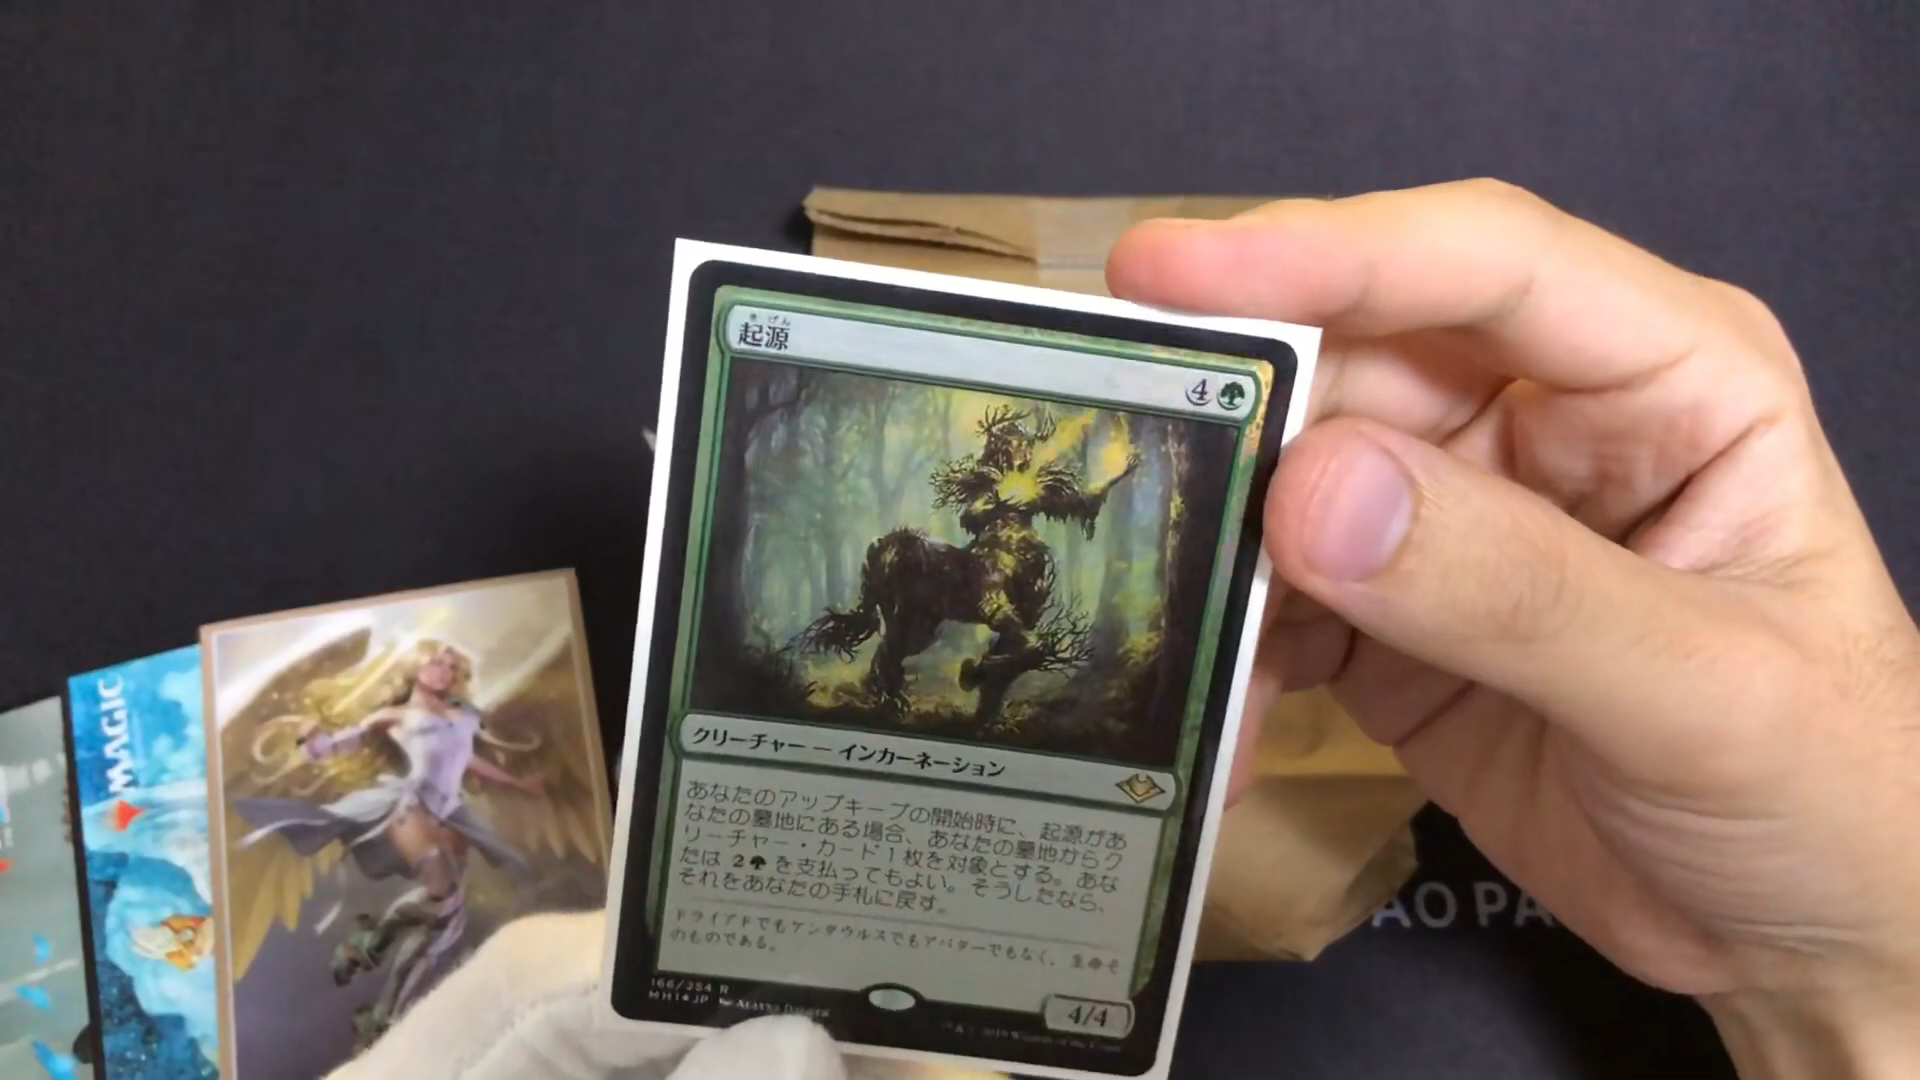 き げん
起源
4
クリーチャー ― インカーネーション
あなたのアップキープの開始時に、起源があ
なたの墓地にある場合、あなたの墓地からク
リーチャー・カード1枚を対象とする。あな
たは 2 を支払ってもよい。そうしたなら、
それをあなたの手札に戻す。
ドライアドでもケンタウルスでもアバターでもなく、生命そ
のものである。
166/254 R
MH1★JP
4/4
MAGIC
AO PA